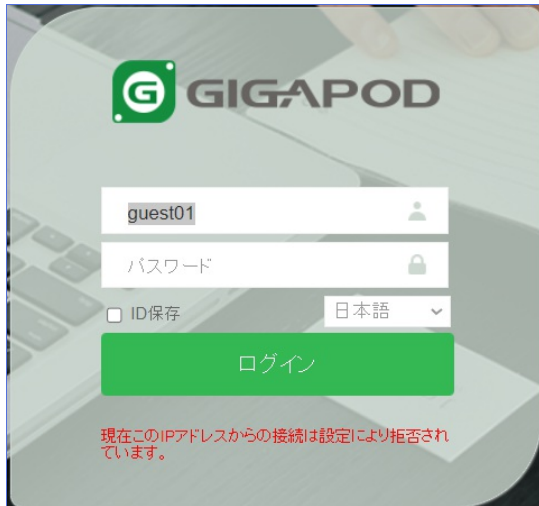 GIGAPOD
guest01
パスワード
ID保存
日本語
ログイン
現在このIPアドレスからの接続は設定により拒否され
ています。